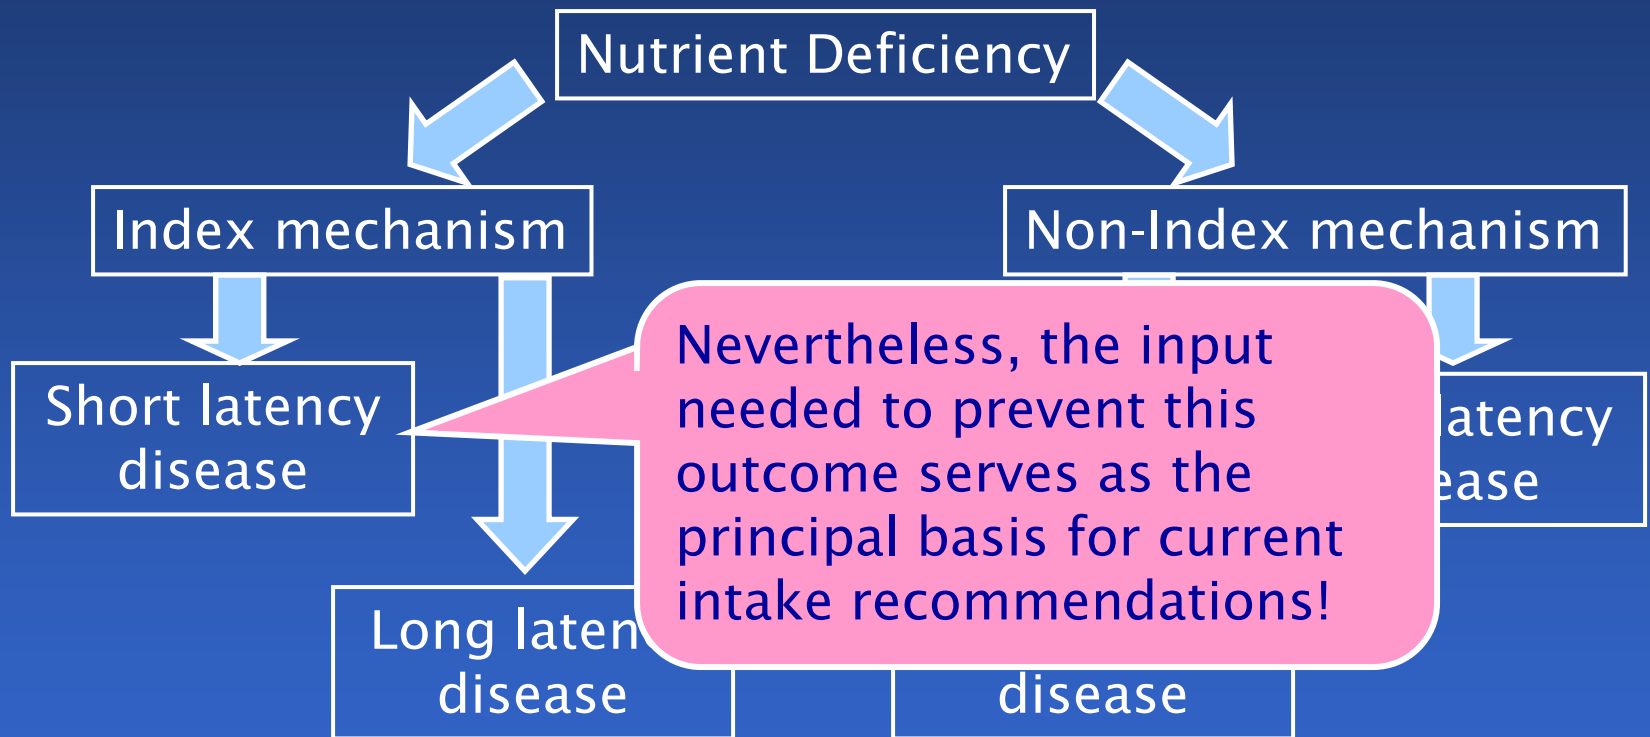 Nutrient Deficiency
Index mechanism
Non-Index mechanism
Short latency
disease
Nevertheless, the input
needed to prevent this
outcome serves as the
principal basis for current
intake recommendations!
latency
ease
Long laten
disease
disease